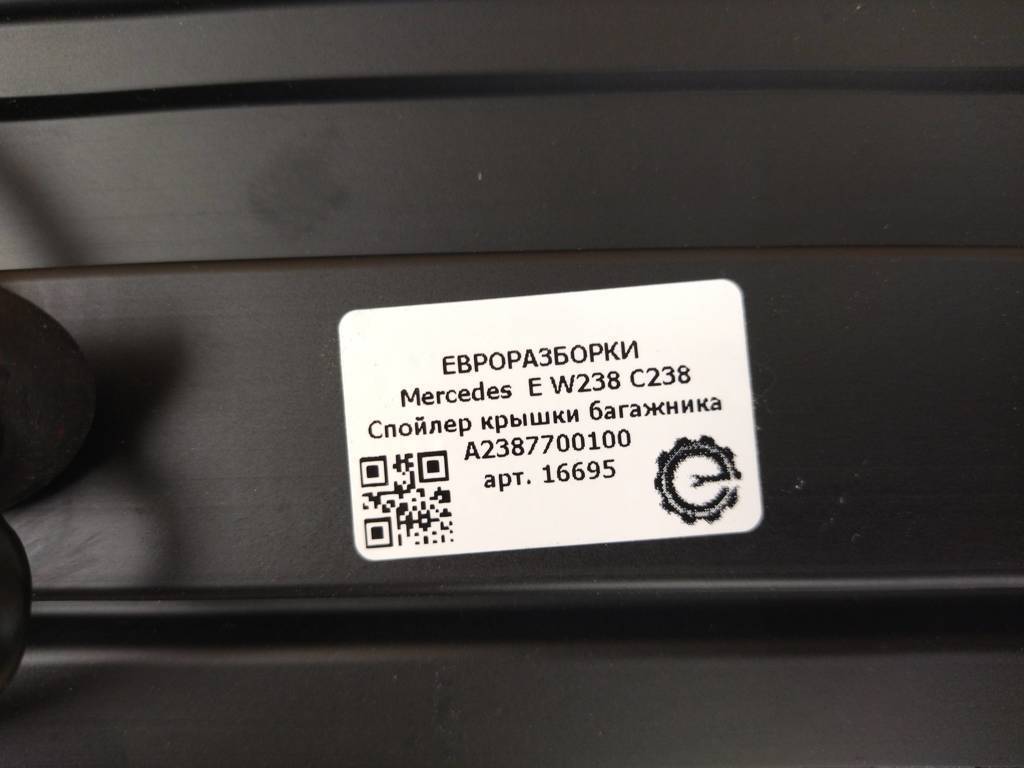 ЕВРОРАЗБОРКИ
Mercedes E W238 C238
Спойлер крышки багажника
A2387700100
арт. 16695